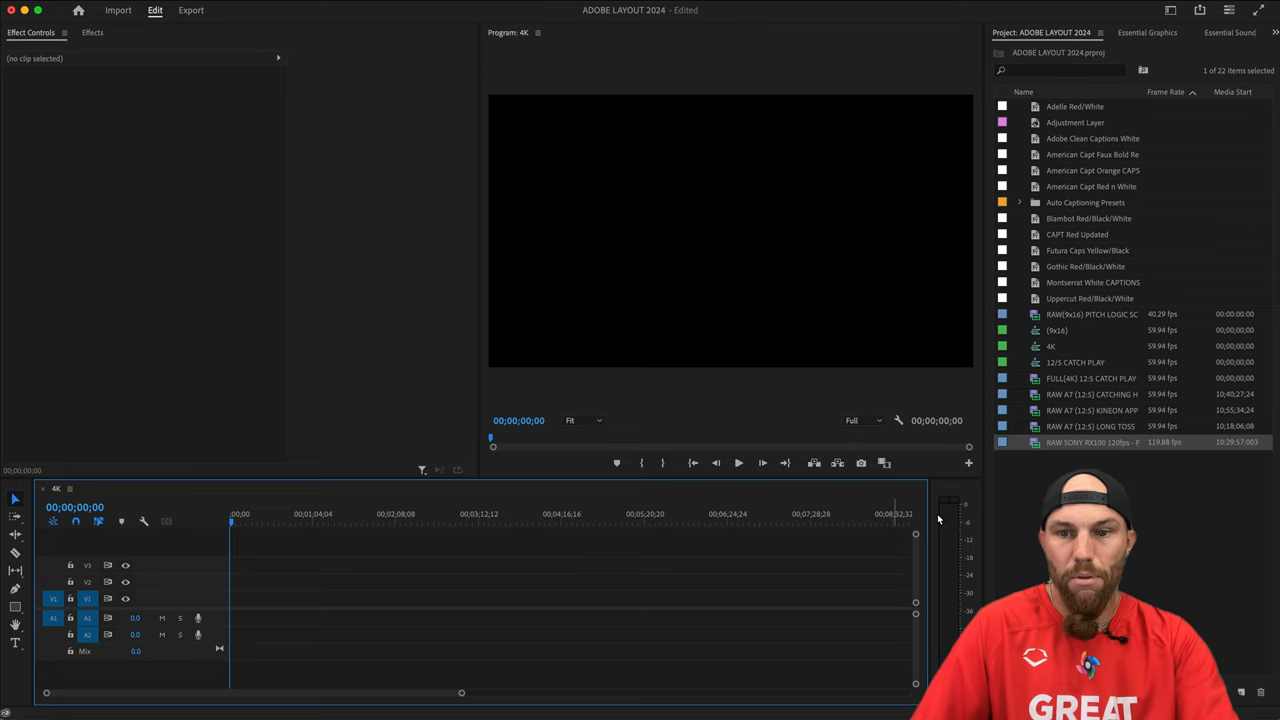 Import Edit Export ADOBE LAYOUT 2024 - Edited
Effect Controls Effects
(no clip selected)
00;00;00;00
Program: 4K
00;00;00;00 Fit Full 00;00;00;00
Project: ADOBE LAYOUT 2024 Essential Graphics Essential Sound
ADOBE LAYOUT 2024.prproj
1 of 22 items selected
Name Frame Rate Media Start
Adelle Red/White
Adjustment Layer
Adobe Clean Captions White
American Capt Faux Bold Re
American Capt Orange CAPS
American Capt Red n White
Auto Captioning Presets
Blambot Red/Black/White
CAPT Red Updated
Futura Caps Yellow/Black
Gothic Red/Black/White
Montserrat White CAPTIONS
Uppercut Red/Black/White
RAW(9x16) PITCH LOGIC SC 40.29 fps 00:00:00:00
(9x16) 59.94 fps 00;00;00;00
4K 59.94 fps 00;00;00;00
12/5 CATCH PLAY 59.94 fps 00;00;00;00
FULL(4K) 12:5 CATCH PLAY 59.94 fps 00;00;00;00
RAW A7 (12:5) CATCHING H 59.94 fps 10;40;27;24
RAW A7 (12:5) KINEON APP 59.94 fps 10;55;34;24
RAW A7 (12:5) LONG TOSS 59.94 fps 10;18;06;08
RAW SONY RX100 120fps - F 119.88 fps 10:29:57:003
4K
00;00;00;00
;00;00 00;01;04;04 00;02;08;08 00;03;12;12 00;04;16;16 00;05;20;20 00;06;24;24 00;07;28;28 00;08;32;32
V3
V2
V1 V1
A1 A1 0.0 M S
A2 0.0 M S
Mix 0.0
0
-6
-12
-18
-24
-30
-36
GREAT